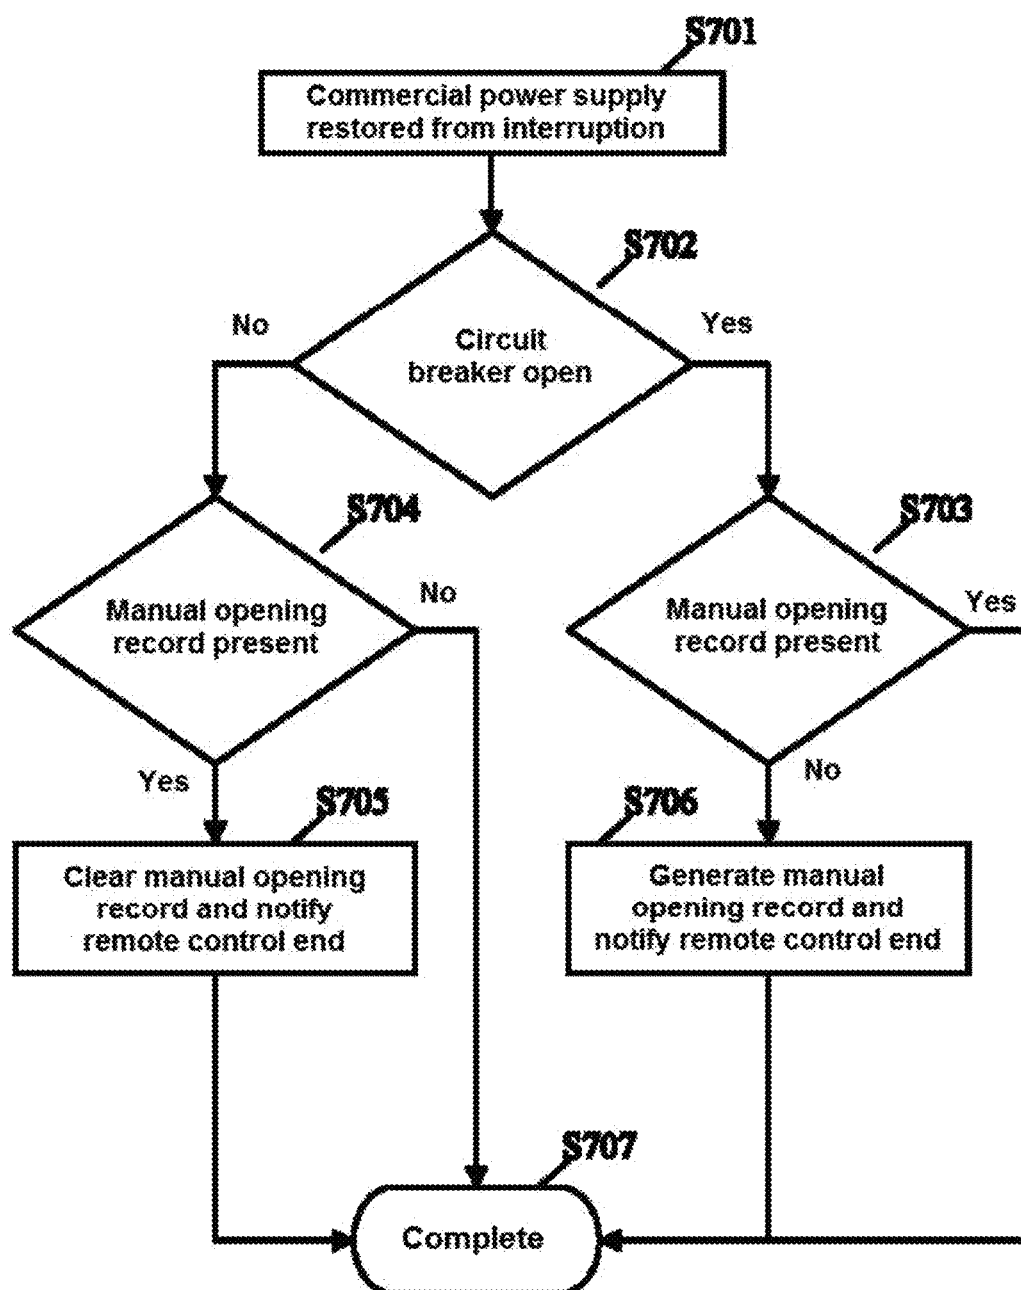 S701
Commercial power supply
restored from interruption
S702
No
Yes
Circuit
breaker open
S704
S703
Manual opening
record present
No
Manual opening
record present
Yes
Yes
No
S705
S706
Clear manual opening
record and notify
remote control end
Generate manual
opening record and
notify remote control end
S707
Complete